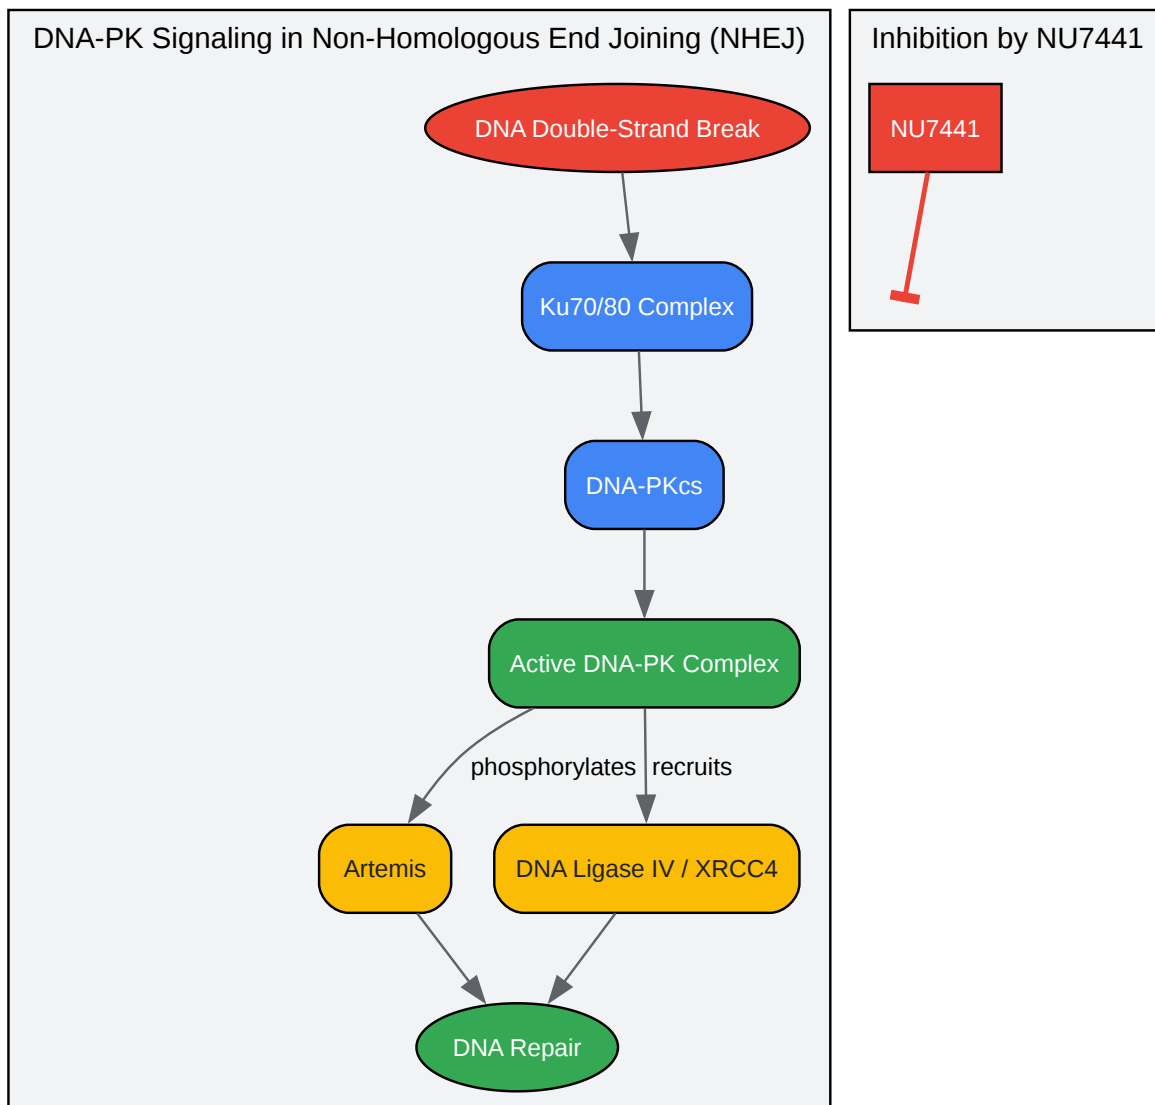 DNA-PK Signaling in Non-Homologous End Joining (NHEJ)
DNA Double-Strand Break
Ku70/80 Complex
DNA-PKcs
Active DNA-PK Complex
phosphorylates
recruits
Artemis
DNA Ligase IV / XRCC4
DNA Repair
Inhibition by NU7441
NU7441